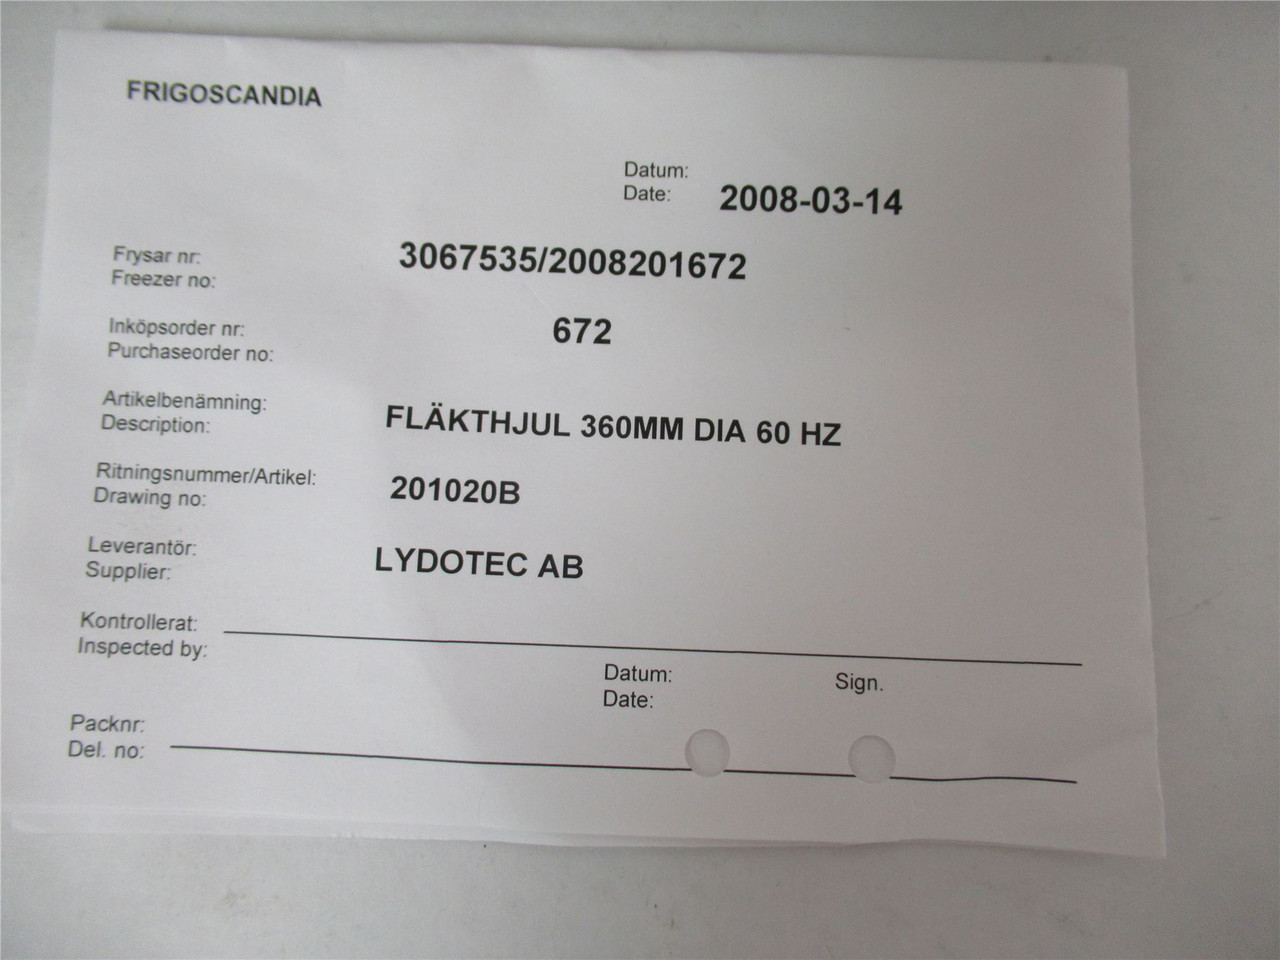 FRIGOSCANDIA
Datum:
Date: 2008-03-14
Frysar nr: 3067535/2008201672
Freezer no:
Inköpsorder nr: 672
Purchaseorder no:
Artikelbenämning: FLÄKTHJUL 360MM DIA 60 HZ
Description:
Ritningsnummer/Artikel: 201020B
Drawing no:
Leverantör: LYDOTEC AB
Supplier:
Kontrollerat:
Inspected by:
Datum: Sign.
Date:
Packnr:
Del. no: